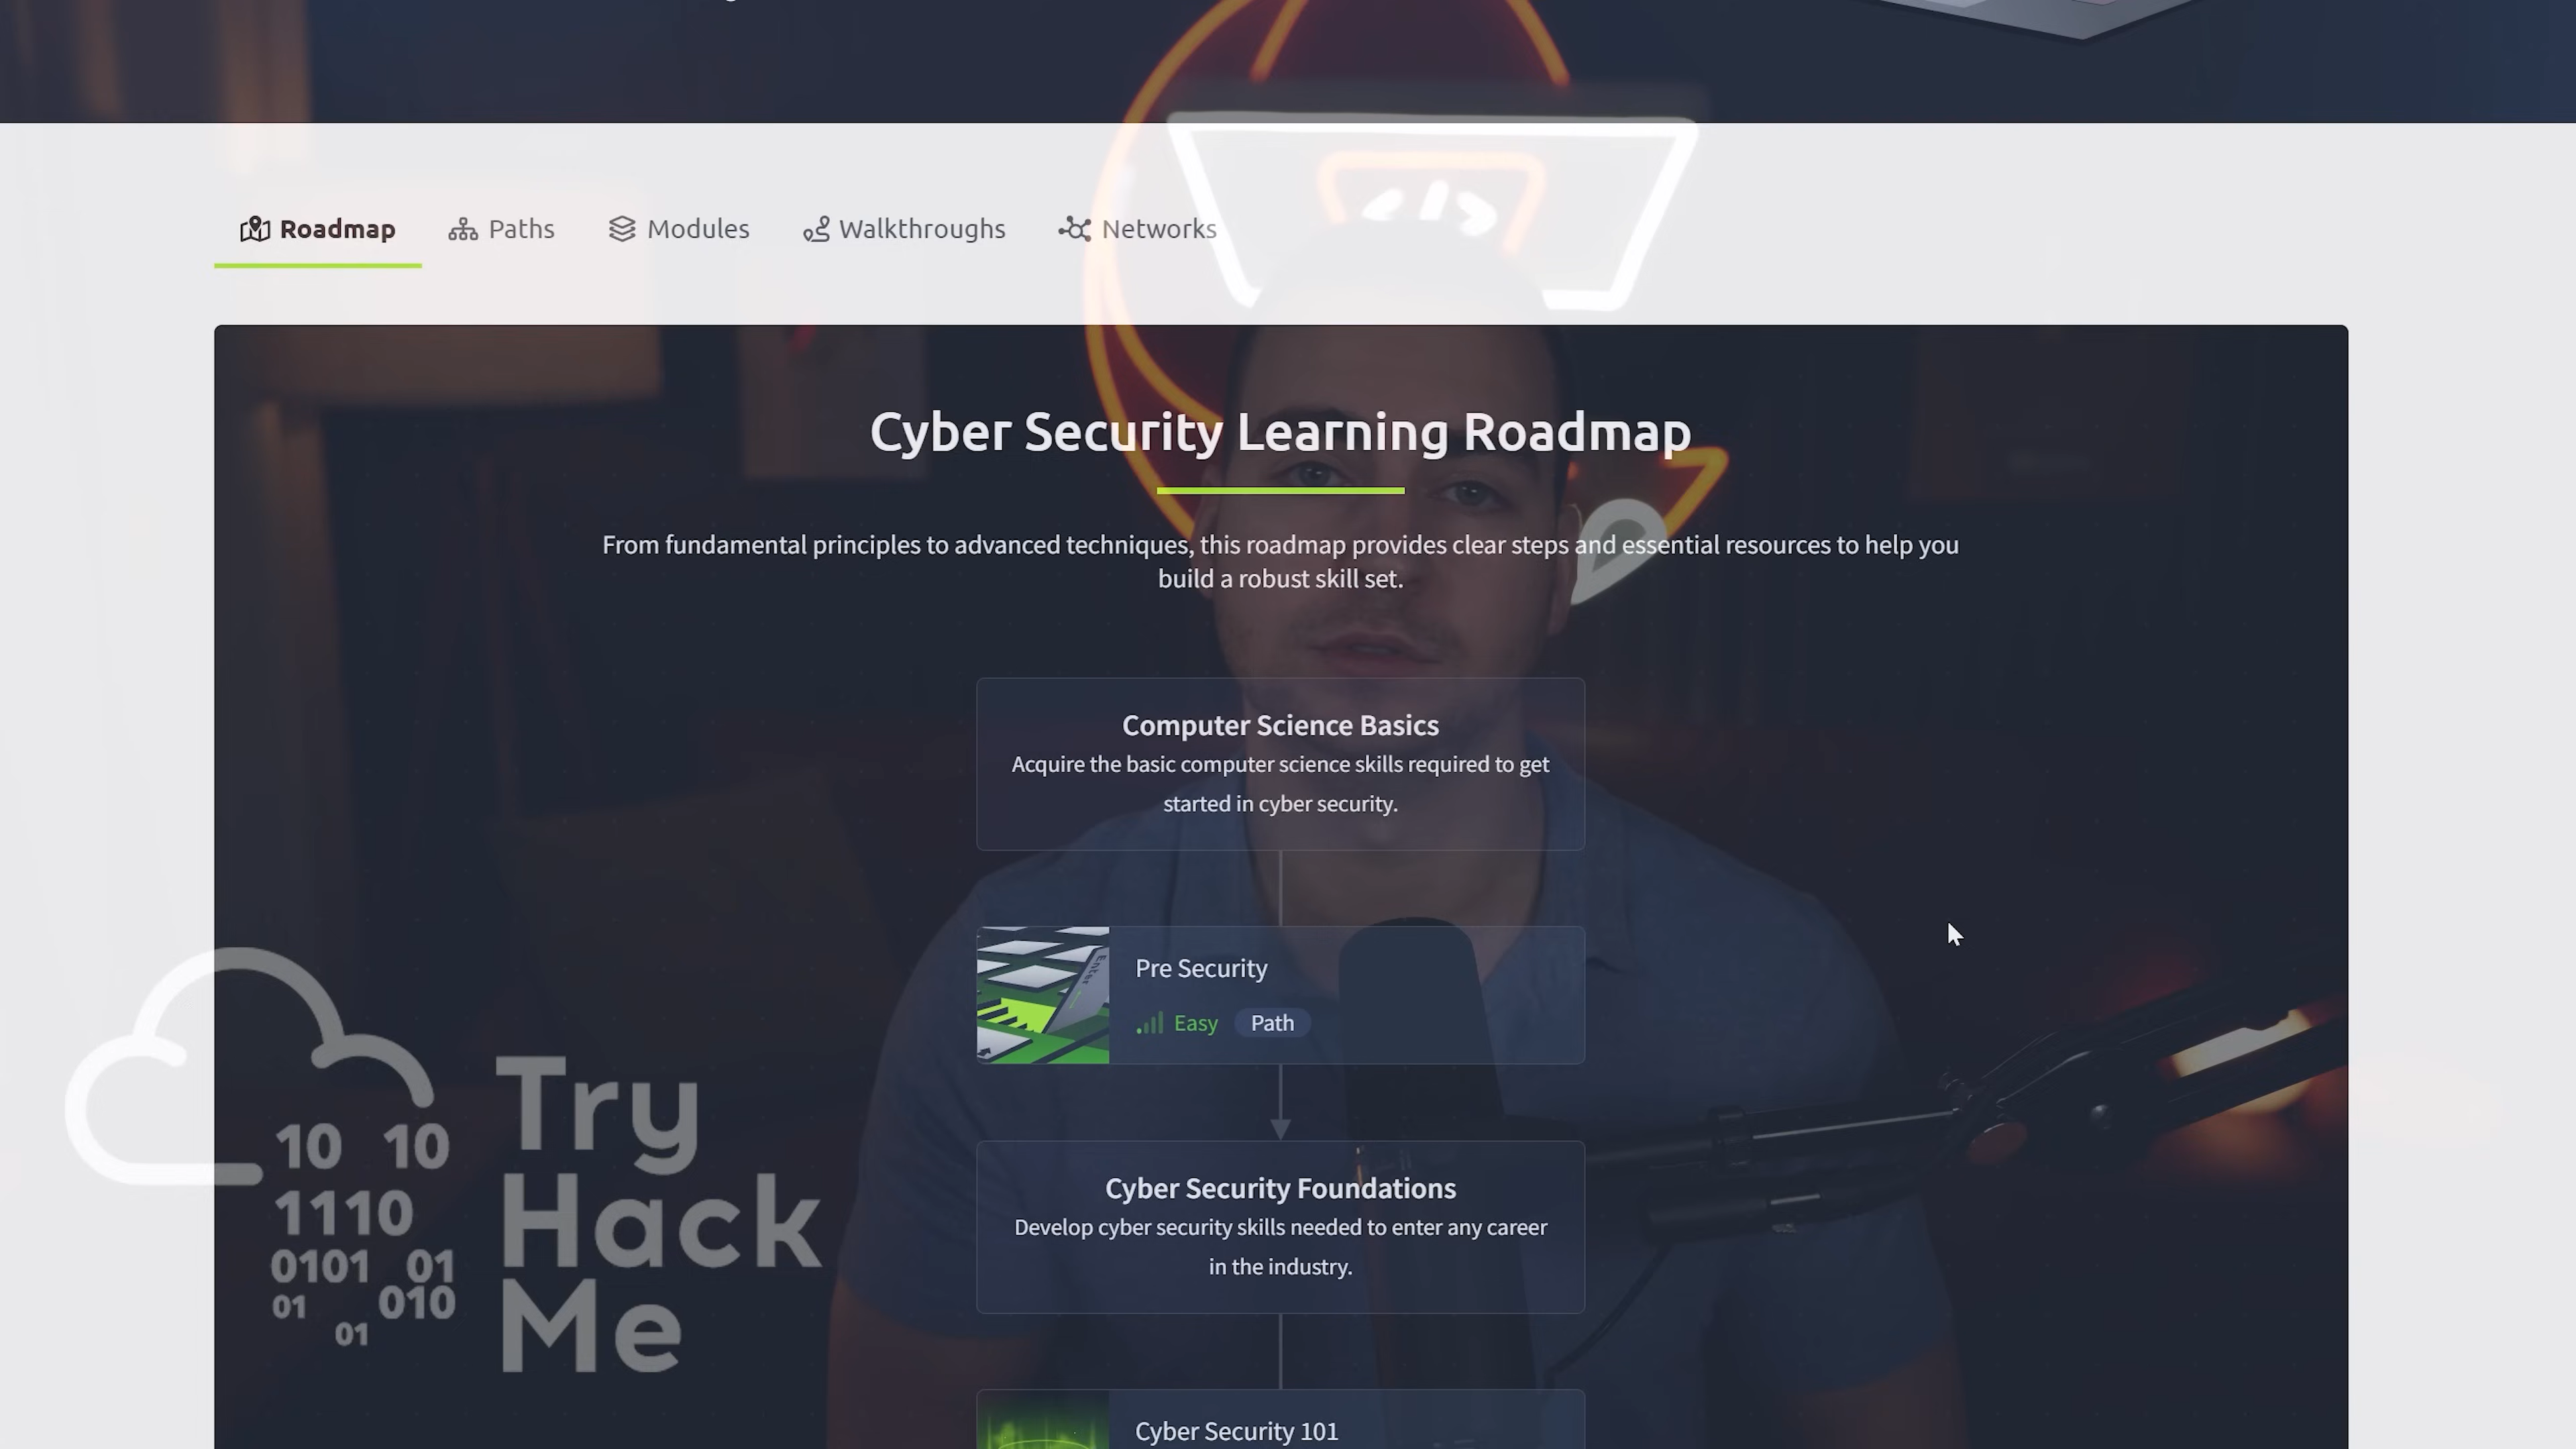 Roadmap
Paths
Modules
Walkthroughs
Networks
Cyber Security Learning Roadmap
From fundamental principles to advanced techniques, this roadmap provides clear steps and essential resources to help you
build a robust skill set.
Computer Science Basics
Acquire the basic computer science skills required to get
started in cyber security.
Enter
Pre Security
Easy
Path
Cyber Security Foundations
Develop cyber security skills needed to enter any career
in the industry.
Cyber Security 101
10 10
1110
0101 01
01 010
01
Try
Hack
Me